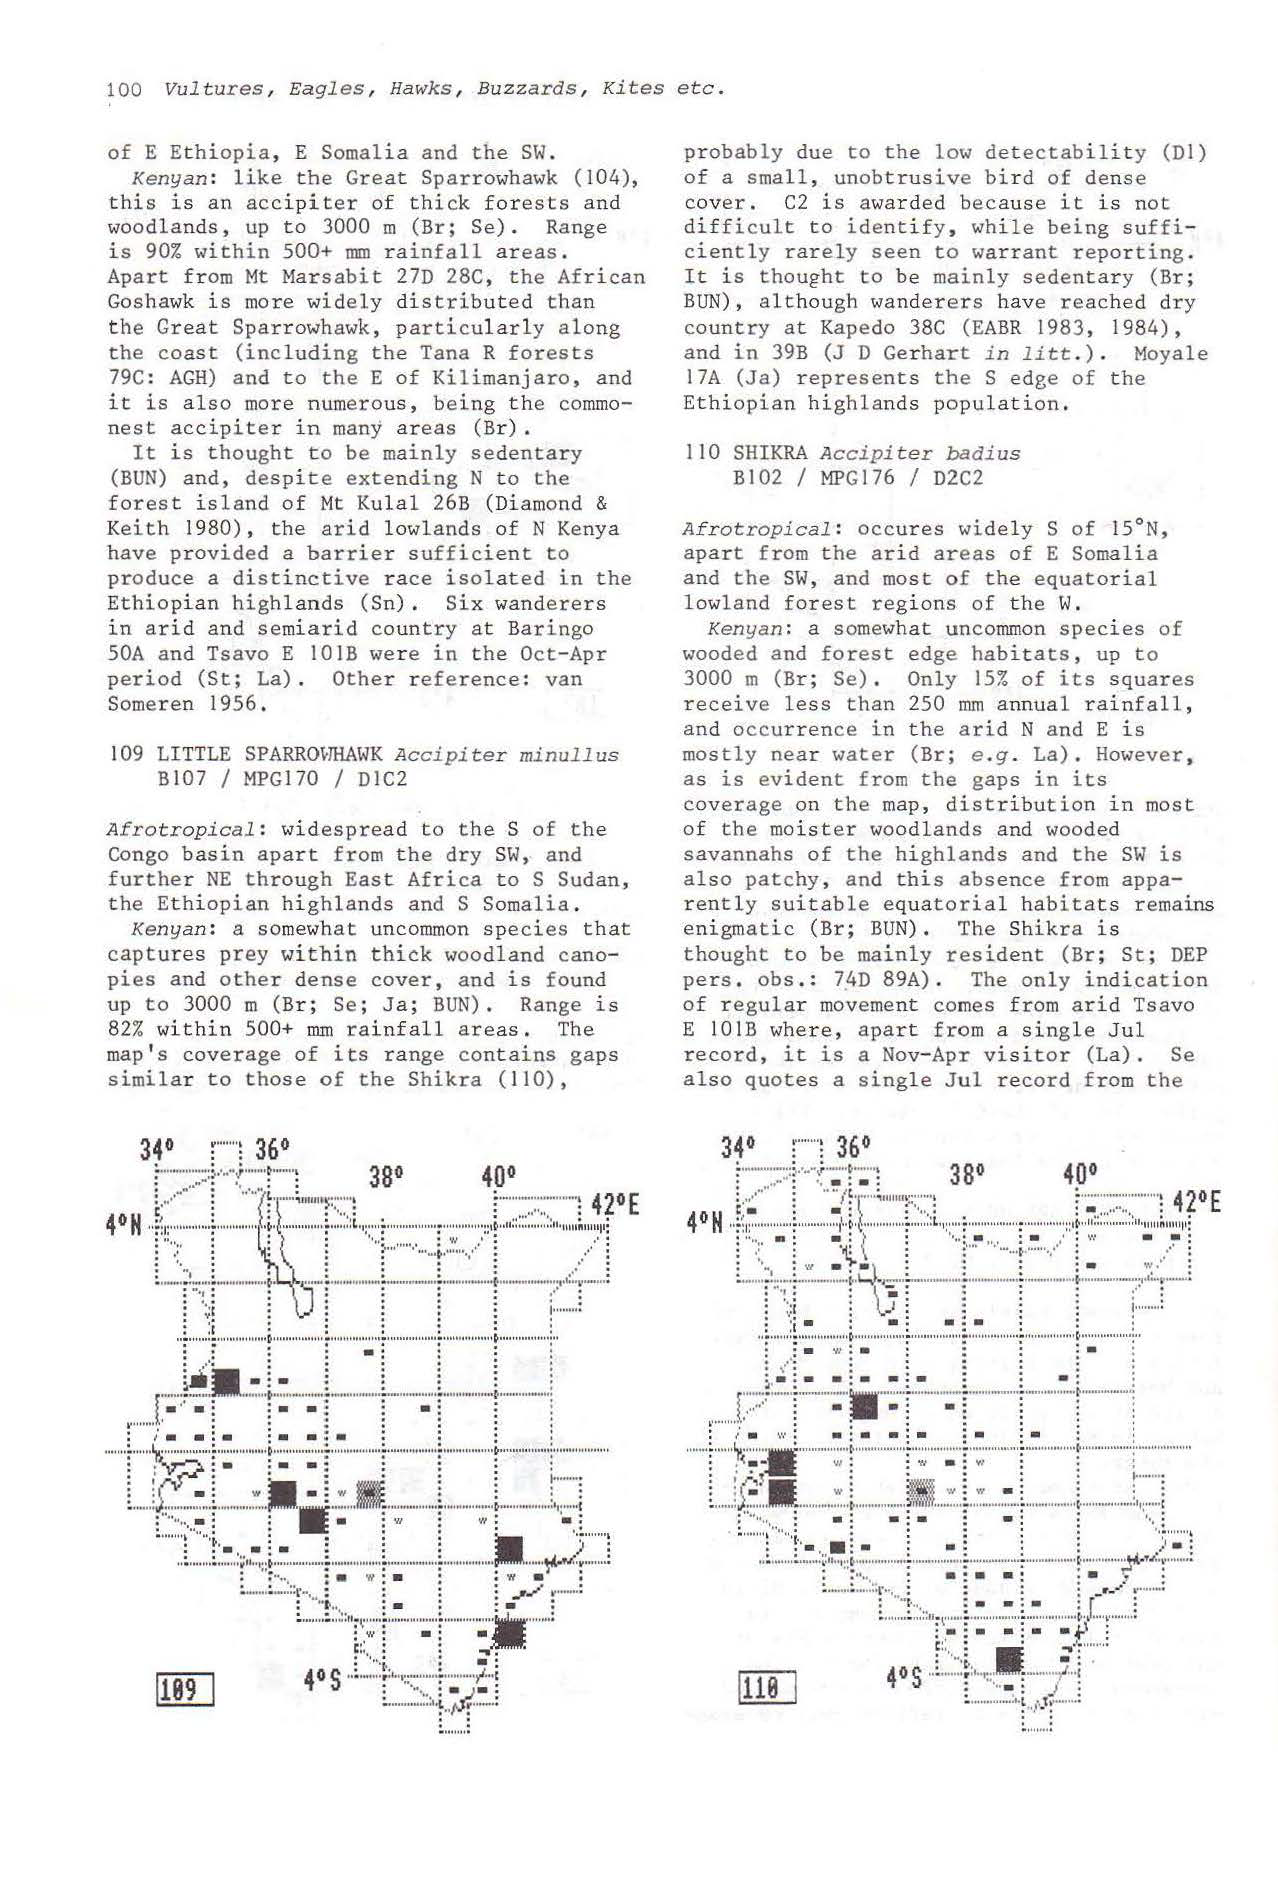 100 Vultures, Eagles, Hawks, Buzzards, Kites etc.
of E Ethiopia, E Somalia and the SW.
Kenyan: like the Great Sparrowhawk (104),
this is an accipiter of thick forests and
woodlands, up to 3000 m (Br; Se). Range
is 90% within 500+ mm rainfall areas.
Apart from Mt Marsabit 27D 28C, the African
Goshawk is more widely distributed than
the Great Sparrowhawk, particularly along
the coast (including the Tana R forests
79C: AGH) and to the E of Kilimanjaro, and
it is also more numerous, being the commo-
nest accipiter in many areas (Br).
It is thought to be mainly sedentary
(BUN) and, despite extending N to the
forest island of Mt Kulal 26B (Diamond &
Keith 1980), the arid lowlands of N Kenya
have provided a barrier sufficient to
produce a distinctive race isolated in the
Ethiopian highlands (Sn). Six wanderers
in arid and semiarid country at Baringo
50A and Tsavo E 101B were in the Oct-Apr
period (St; La). Other reference: van
Someren 1956.
109 LITTLE SPARROWHAWK Accipiter minullus
B107 / MPG170 / D1C2
Afrotropical: widespread to the S of the
Congo basin apart from the dry SW, and
further NE through East Africa to S Sudan,
the Ethiopian highlands and S Somalia.
Kenyan: a somewhat uncommon species that
captures prey within thick woodland cano-
pies and other dense cover, and is found
up to 3000 m (Br; Se; Ja; BUN). Range is
82% within 500+ mm rainfall areas. The
map's coverage of its range contains gaps
similar to those of the Shikra (110),
probably due to the low detectability (D1)
of a small, unobtrusive bird of dense
cover. C2 is awarded because it is not
difficult to identify, while being suffi-
ciently rarely seen to warrant reporting.
It is thought to be mainly sedentary (Br;
BUN), although wanderers have reached dry
country at Kapedo 38C (EABR 1983, 1984),
and in 39B (J D Gerhart in litt.). Moyale
17A (Ja) represents the S edge of the
Ethiopian highlands population.
110 SHIKRA Accipiter badius
B102 / MPG176 / D2C2
Afrotropical: occures widely S of 15°N,
apart from the arid areas of E Somalia
and the SW, and most of the equatorial
lowland forest regions of the W.
Kenyan: a somewhat uncommon species of
wooded and forest edge habitats, up to
3000 m (Br; Se). Only 15% of its squares
receive less than 250 mm annual rainfall,
and occurrence in the arid N and E is
mostly near water (Br; e.g. La). However,
as is evident from the gaps in its
coverage on the map, distribution in most
of the moister woodlands and wooded
savannahs of the highlands and the SW is
also patchy, and this absence from appa-
rently suitable equatorial habitats remains
enigmatic (Br; BUN). The Shikra is
thought to be mainly resident (Br; St; DEP
pers. obs.: 74D 89A). The only indication
of regular movement comes from arid Tsavo
E 101B where, apart from a single Jul
record, it is a Nov-Apr visitor (La). Se
also quotes a single Jul record from the
34° 36° 38° 40° 42°E
4°N
4°S
109
34° 36° 38° 40° 42°E
4°N
4°S
110